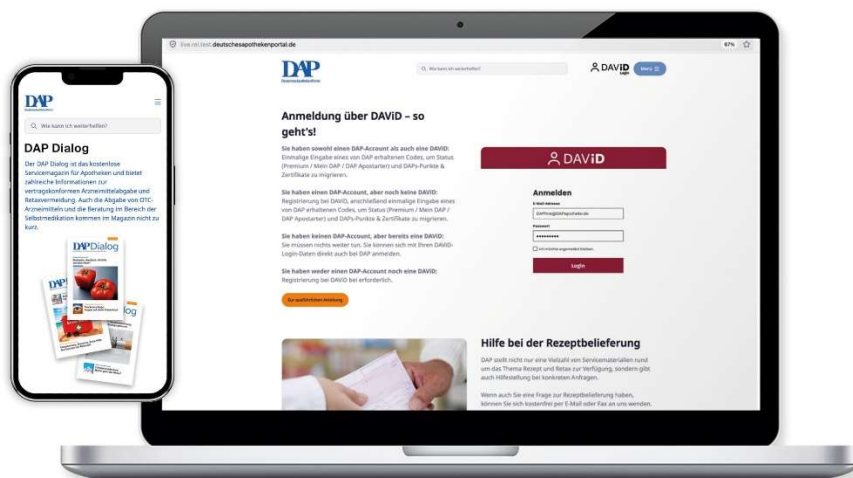 DAP
DeutschesApothekenPortal
Wie kann ich weiterhelfen?
DAP Dialog
Der DAP Dialog ist das kostenlose
Servicemagazin für Apotheken und bietet
zahlreiche Informationen zur
vertragskonformen Arzneimittelabgabe und
Retaxvermeidung. Auch die Abgabe von OTC-
Arzneimitteln und die Beratung im Bereich der
Selbstmedikation kommen im Magazin nicht zu
kurz.
DAPDialog
live.rel.test.deutschesapothekenportal.de
67%
DAP
DeutschesApothekenPortal
Wie kann ich weiterhelfen?
DAViD
Login
Menü
Anmeldung über DAViD – so
geht's!
Sie haben sowohl einen DAP-Account als auch eine DAViD:
Einmalige Eingabe eines von DAP erhaltenen Codes, um Status
(Premium / Mein DAP / DAP Apostarter) und DAPs-Punkte &
Zertifikate zu migrieren.
Sie haben einen DAP-Account, aber noch keine DAViD:
Registrierung bei DAViD, anschließend einmalige Eingabe eines
von DAP erhaltenen Codes, um Status (Premium / Mein DAP /
DAP Apostarter) und DAPs-Punkte & Zertifikate zu migrieren.
Sie haben keinen DAP-Account, aber bereits eine DAViD:
Sie müssen nichts weiter tun. Sie können sich mit Ihren DAViD-
Login-Daten direkt auch bei DAP anmelden.
Sie haben weder einen DAP-Account noch eine DAViD:
Registrierung bei DAViD bei erforderlich.
Zur ausführlichen Anleitung
DAViD
Anmelden
E-Mail-Adresse
Passwort
Ich möchte angemeldet bleiben
Login
Hilfe bei der Rezeptbelieferung
DAP stellt nicht nur eine Vielzahl von Servicematerialien rund
um das Thema Rezept und Retax zur Verfügung, sondern gibt
auch Hilfestellung bei konkreten Anfragen.
Wenn auch Sie eine Frage zur Rezeptbelieferung haben,
können Sie sich kostenfrei per E-Mail oder Fax an uns wenden.